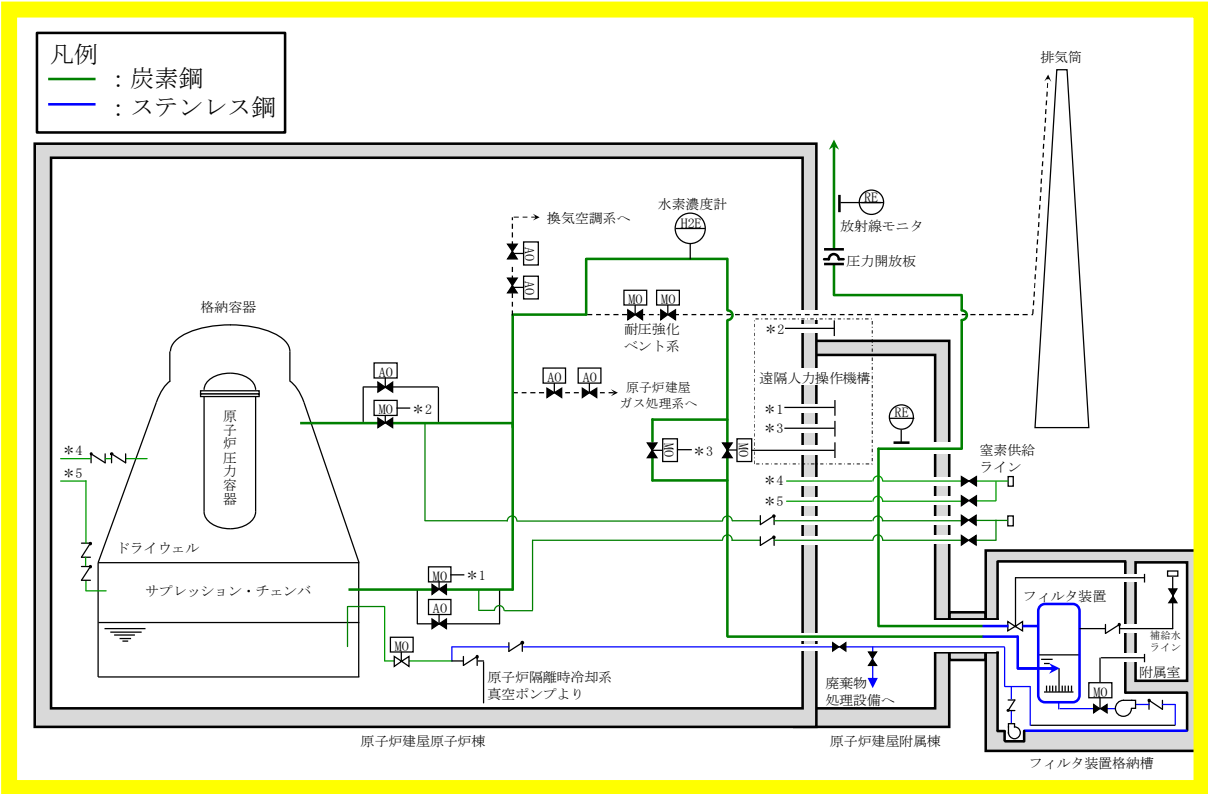 凡例
：炭素鋼
：ステンレス鋼
排気筒
水素濃度計
H2E
RE
放射線モニタ
換気空調系へ
AO
AO
圧力開放板
格納容器
MO
MO
耐圧強化
ベント系
＊2
遠隔人力操作機構
AO
AO
AO
原子炉建屋
ガス処理系へ
MO
＊2
＊1
RE
原子炉圧力容器
＊3
MO
＊3
MO
窒素供給
ライン
＊4
＊5
＊4
＊5
ドライウェル
MO
＊1
サプレッション・チェンバ
AO
フィルタ装置
MO
補給水
ライン
原子炉隔離時冷却系
真空ポンプより
廃棄物
処理設備へ
附属室
MO
原子炉建屋原子炉棟
原子炉建屋附属棟
フィルタ装置格納槽